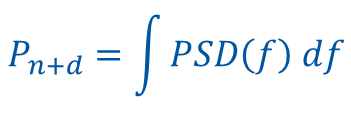 P_{n+d} = ∫ PSD(f) df